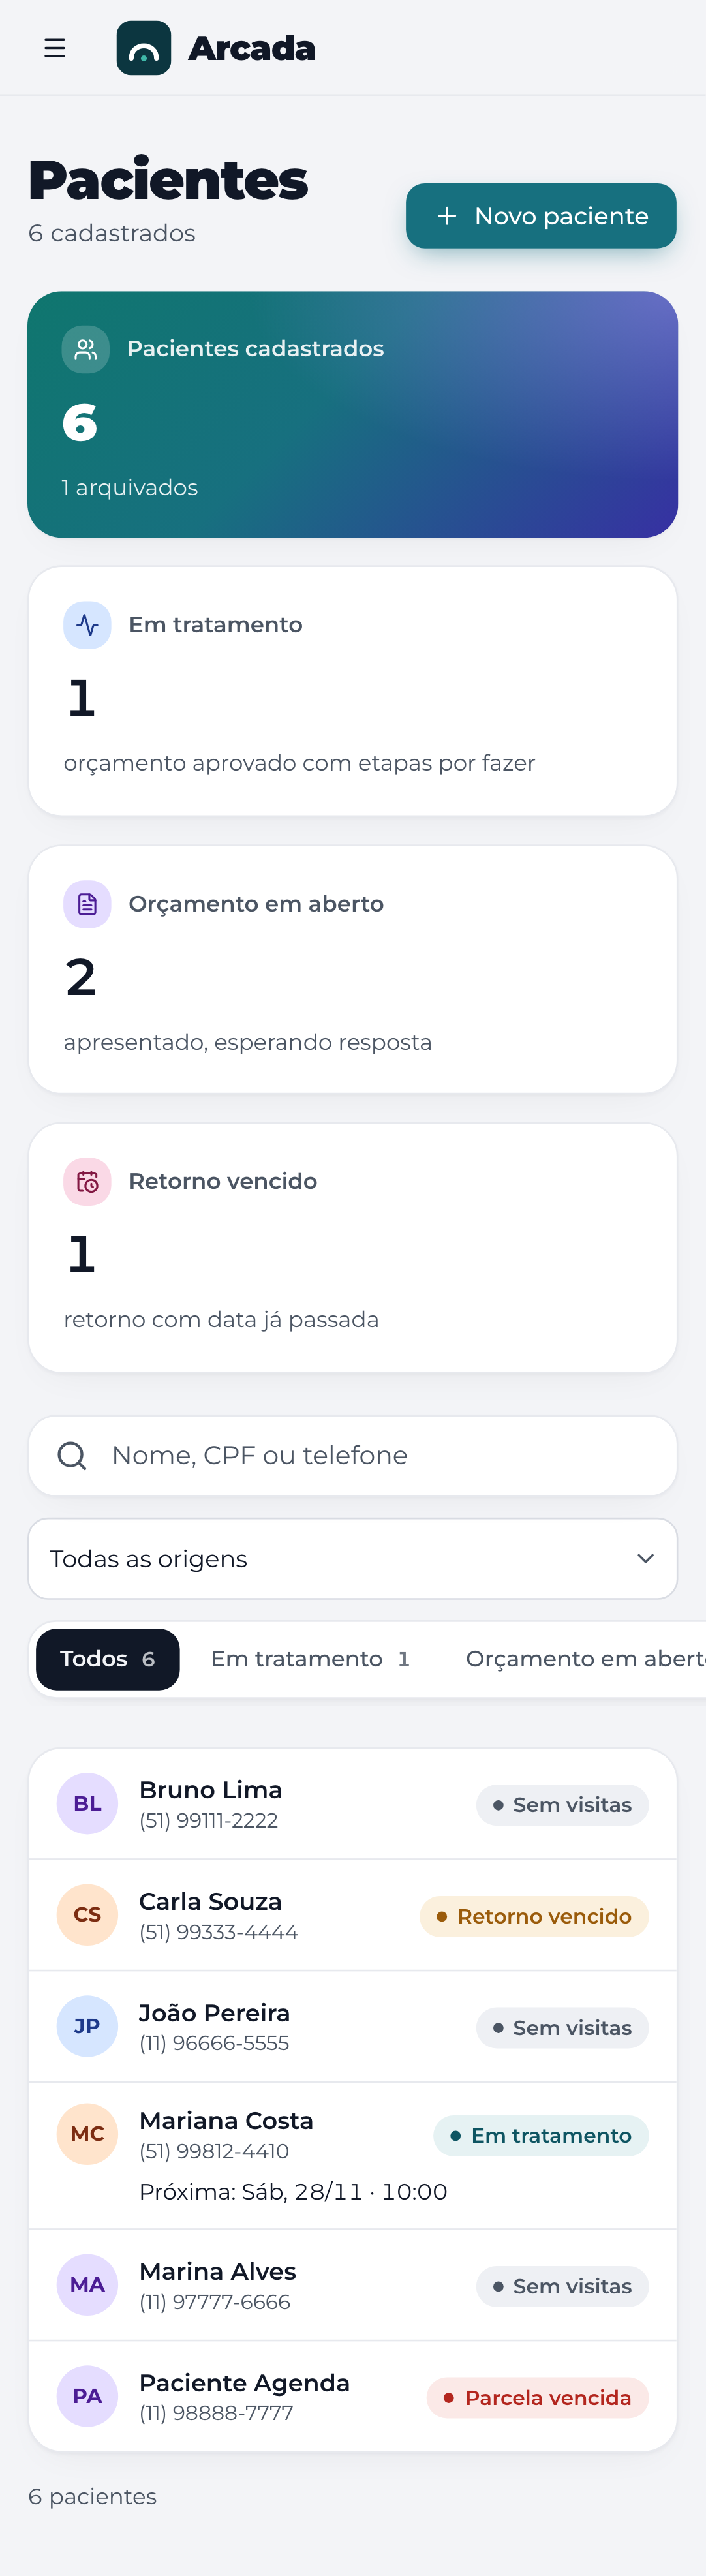 Arcada
Pacientes
6 cadastrados
Novo paciente
Pacientes cadastrados
6
1 arquivados
Em tratamento
1
orçamento aprovado com etapas por fazer
Orçamento em aberto
2
apresentado, esperando resposta
Retorno vencido
1
retorno com data já passada
Nome, CPF ou telefone
Todas as origens
Todos 6 Em tratamento 1 Orçamento em abert
BL
Bruno Lima
(51) 99111-2222
Sem visitas
CS
Carla Souza
(51) 99333-4444
Retorno vencido
JP
João Pereira
(11) 96666-5555
Sem visitas
MC
Mariana Costa
(51) 99812-4410
Em tratamento
Próxima: Sáb, 28/11 · 10:00
MA
Marina Alves
(11) 97777-6666
Sem visitas
PA
Paciente Agenda
(11) 98888-7777
Parcela vencida
6 pacientes